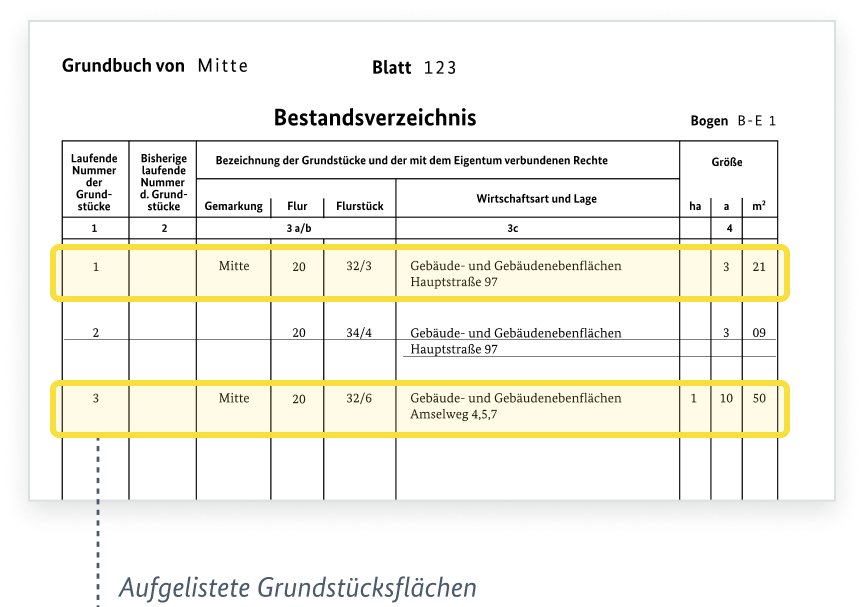 Grundbuch von Mitte Blatt 123
Bestandsverzeichnis Bogen B-E 1
Laufende Nummer der Grund- stücke
Bisherige laufende Nummer d. Grund- stücke
Bezeichnung der Grundstücke und der mit dem Eigentum verbundenen Rechte
Größe
Gemarkung Flur Flurstück Wirtschaftsart und Lage ha a m²
1 2 3 a/b 3c 4
1 Mitte 20 32/3 Gebäude- und Gebäudenebenflächen 3 21
Hauptstraße 97
2 20 34/4 Gebäude- und Gebäudenebenflächen 3 09
Hauptstraße 97
3 Mitte 20 32/6 Gebäude- und Gebäudenebenflächen 1 10 50
Amselweg 4,5,7
Aufgelistete Grundstücksflächen